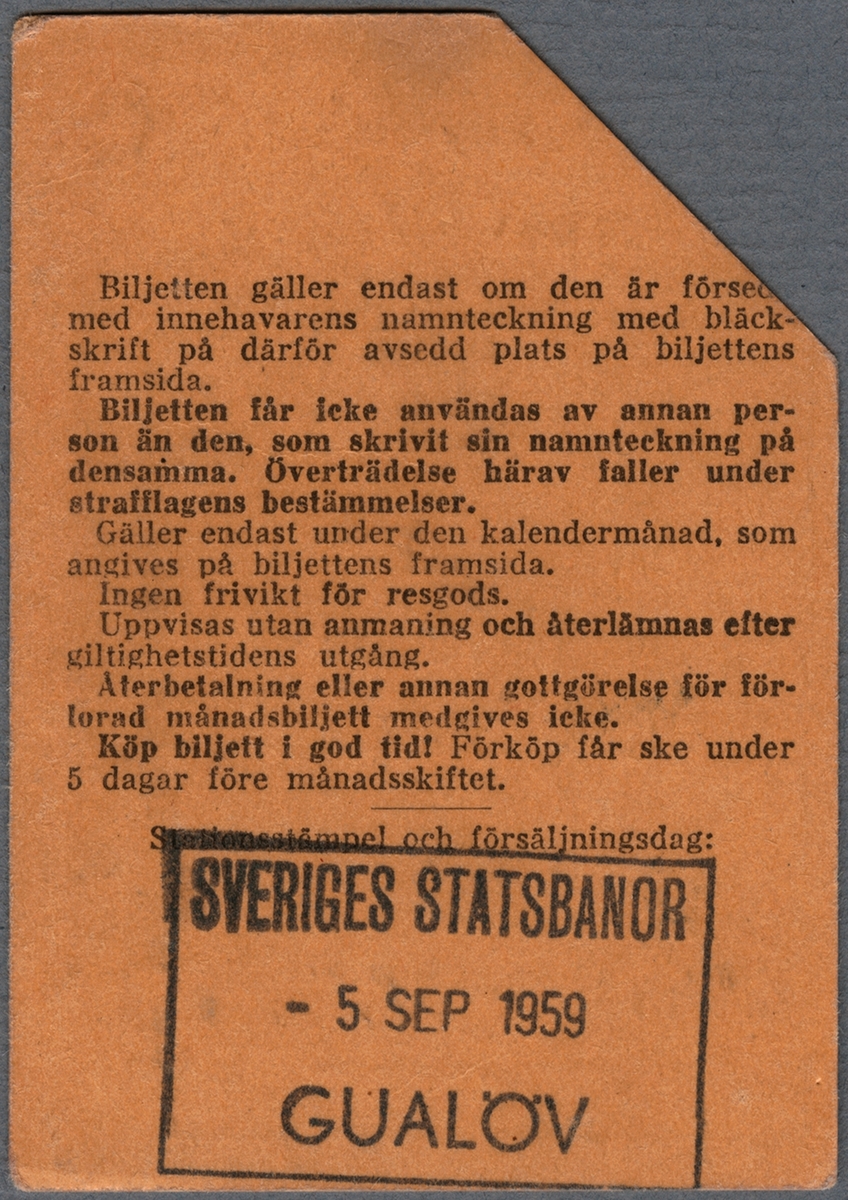 Biljetten gäller endast om den är försedd
med innehavarens namnteckning med bläck-
skrift på därför avsedd plats på biljettens
framsida.
Biljetten får icke användas av annan per-
son än den, som skrivit sin namnteckning på
densamma. Överträdelse härav faller under
strafflagens bestämmelser.
Gäller endast under den kalendermånad, som
angives på biljettens framsida.
Ingen frivikt för resgods.
Uppvisas utan anmaning och återlämnas efter
giltighetstidens utgång.
Återbetalning eller annan gottgörelse för för-
lorad månadsbiljett medgives icke.
Köp biljett i god tid! Förköp får ske under
5 dagar före månadsskiftet.
Stationsstämpel och försäljningsdag:
SVERIGES STATSBANOR
- 5 SEP 1959
GUALÖV